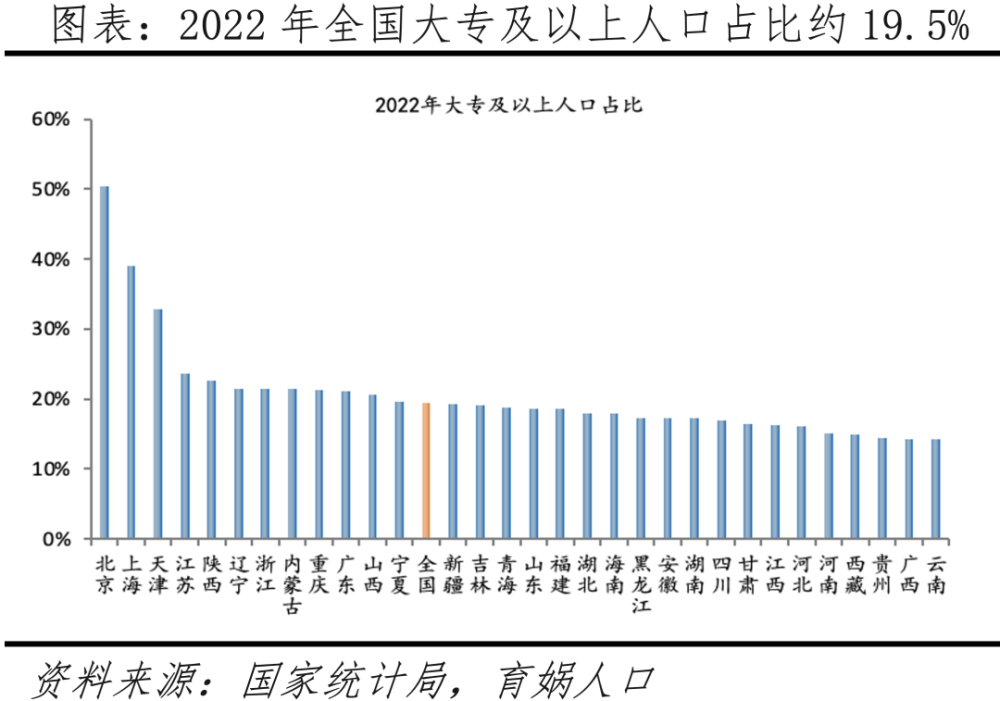 图表：2022 年全国大专及以上人口占比约 19.5%
2022年大专及以上人口占比
60%
50%
40%
30%
20%
10%
0%
北京
上海
天津
江苏
陕西
辽宁
浙江
内蒙古
重庆
广东
山西
宁夏
全国
新疆
吉林
青海
山东
福建
湖北
海南
黑龙江
安徽
湖南
四川
甘肃
江西
河北
河南
西藏
贵州
广西
云南
资料来源：国家统计局，育娲人口